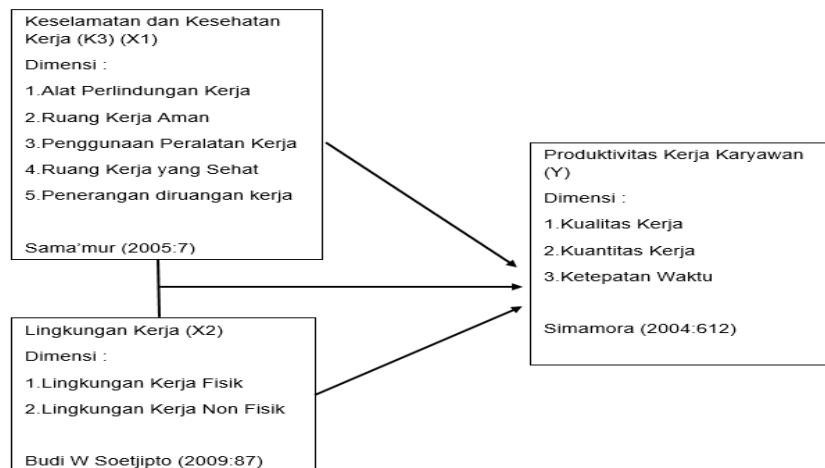 Keselamatan dan Kesehatan
Kerja (K3) (X1)
Dimensi :
1.Alat Perlindungan Kerja
2.Ruang Kerja Aman
3.Penggunaan Peralatan Kerja
4.Ruang Kerja yang Sehat
5.Penerangan diruangan kerja
Sama'mur (2005:7)
Lingkungan Kerja (X2)
Dimensi :
1.Lingkungan Kerja Fisik
2.Lingkungan Kerja Non Fisik
Budi W Soetjipto (2009:87)
Produktivitas Kerja Karyawan
(Y)
Dimensi :
1.Kualitas Kerja
2.Kuantitas Kerja
3.Ketepatan Waktu
Simamora (2004:612)